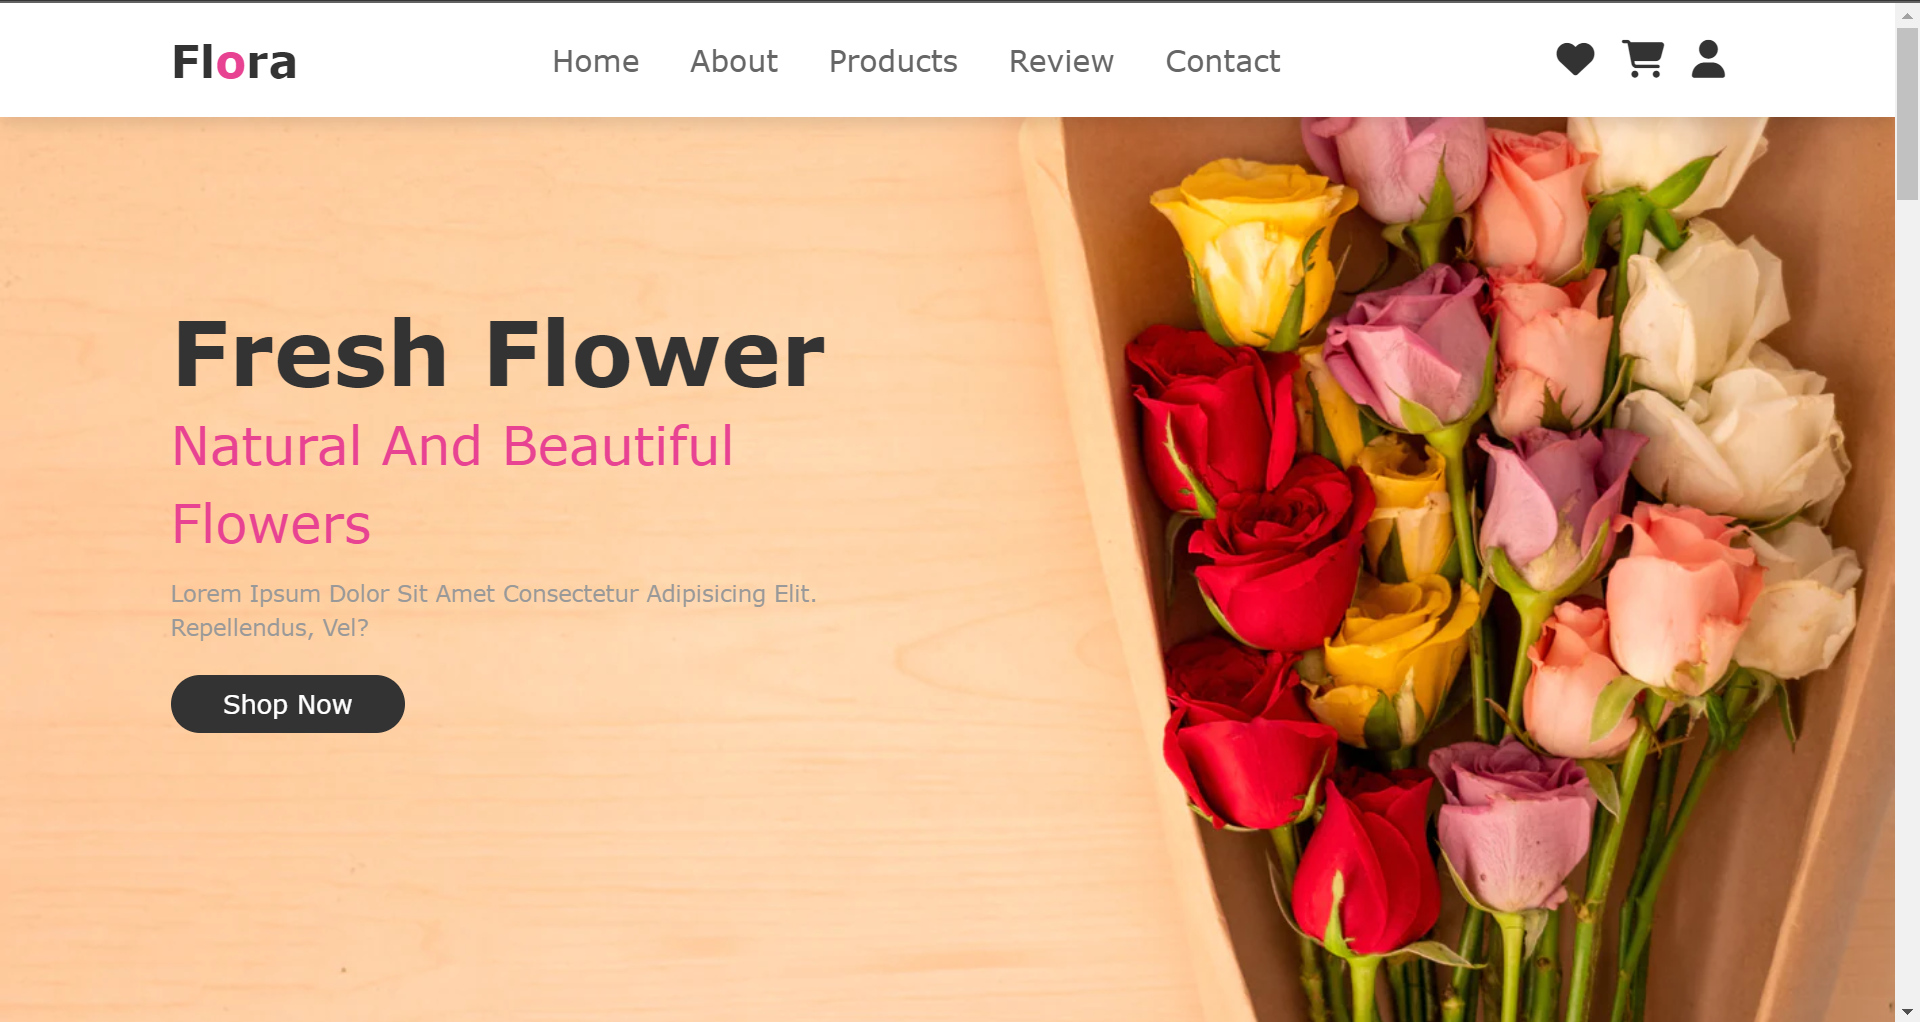 Flora
Home About Products Review Contact
Fresh Flower
Natural And Beautiful
Flowers
Lorem Ipsum Dolor Sit Amet Consectetur Adipisicing Elit.
Repellendus, Vel?
Shop Now